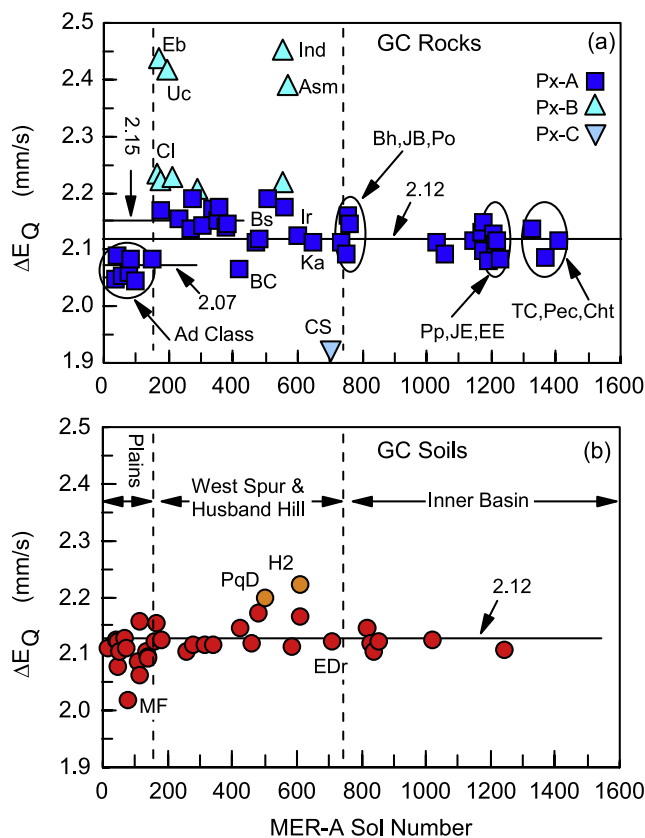 GC Rocks (a)
2.5
2.4
2.3
2.2
2.1
2.0
1.9
ΔE_Q (mm/s)
Eb
Uc
Ind
Asm
Px-A
Px-B
Px-C
2.15
Cl
Bh,JB,Po
Bs
Ir
2.12
Ka
BC
2.07
Ad Class
CS
Pp,JE,EE
TC,Pec,Cht
0 200 400 600 800 1000 1200 1400 1600
GC Soils (b)
2.5
2.4
2.3
2.2
2.1
2.0
1.9
ΔE_Q (mm/s)
Plains
West Spur &
Husband Hill
Inner Basin
H2
PqD
2.12
EDr
MF
0 200 400 600 800 1000 1200 1400 1600
MER-A Sol Number